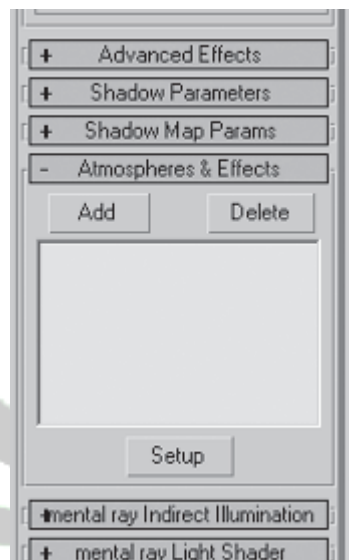 + Advanced Effects
+ Shadow Parameters
+ Shadow Map Params
- Atmospheres & Effects
Add Delete
Setup
+ mental ray Indirect Illumination
+ mental ray Light Shader